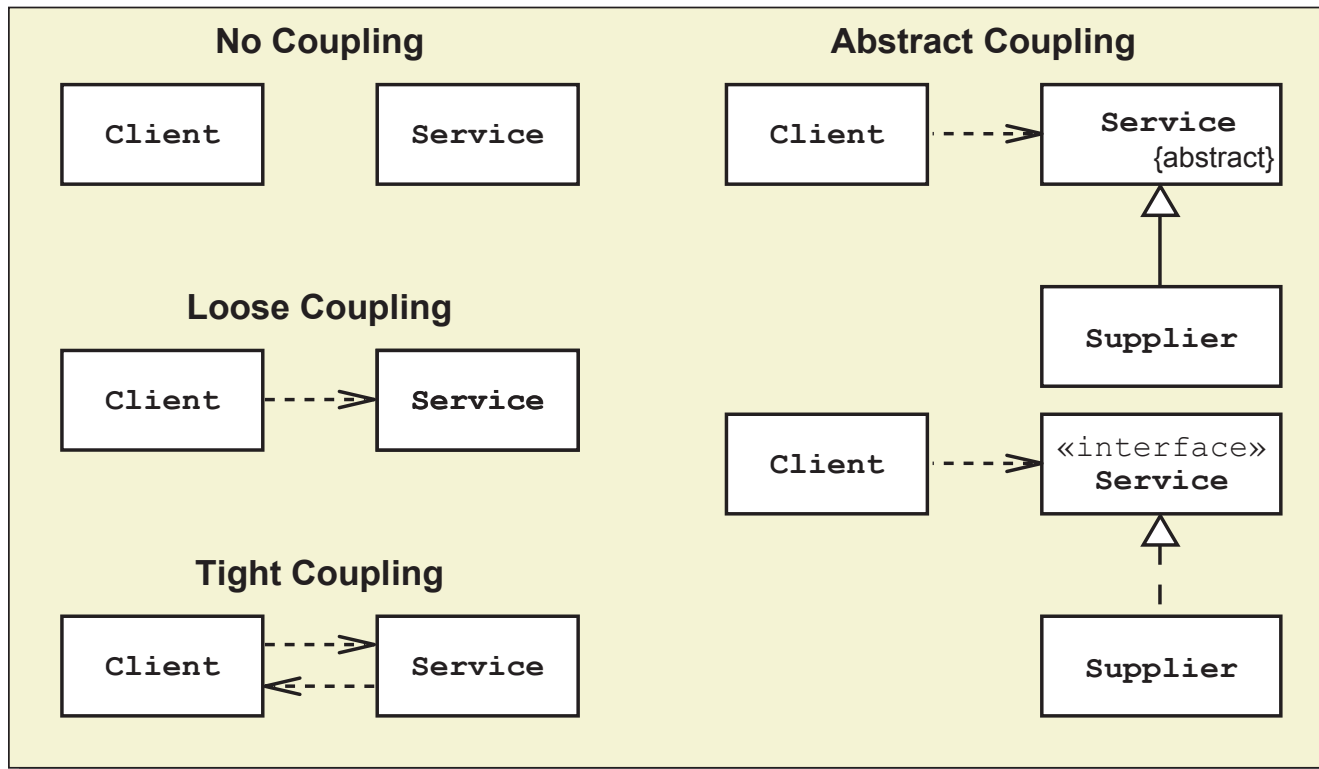 No Coupling
Client
Service
Loose Coupling
Client
Service
Tight Coupling
Client
Service
Abstract Coupling
Client
Service
{abstract}
Supplier
Client
«interface»
Service
Supplier